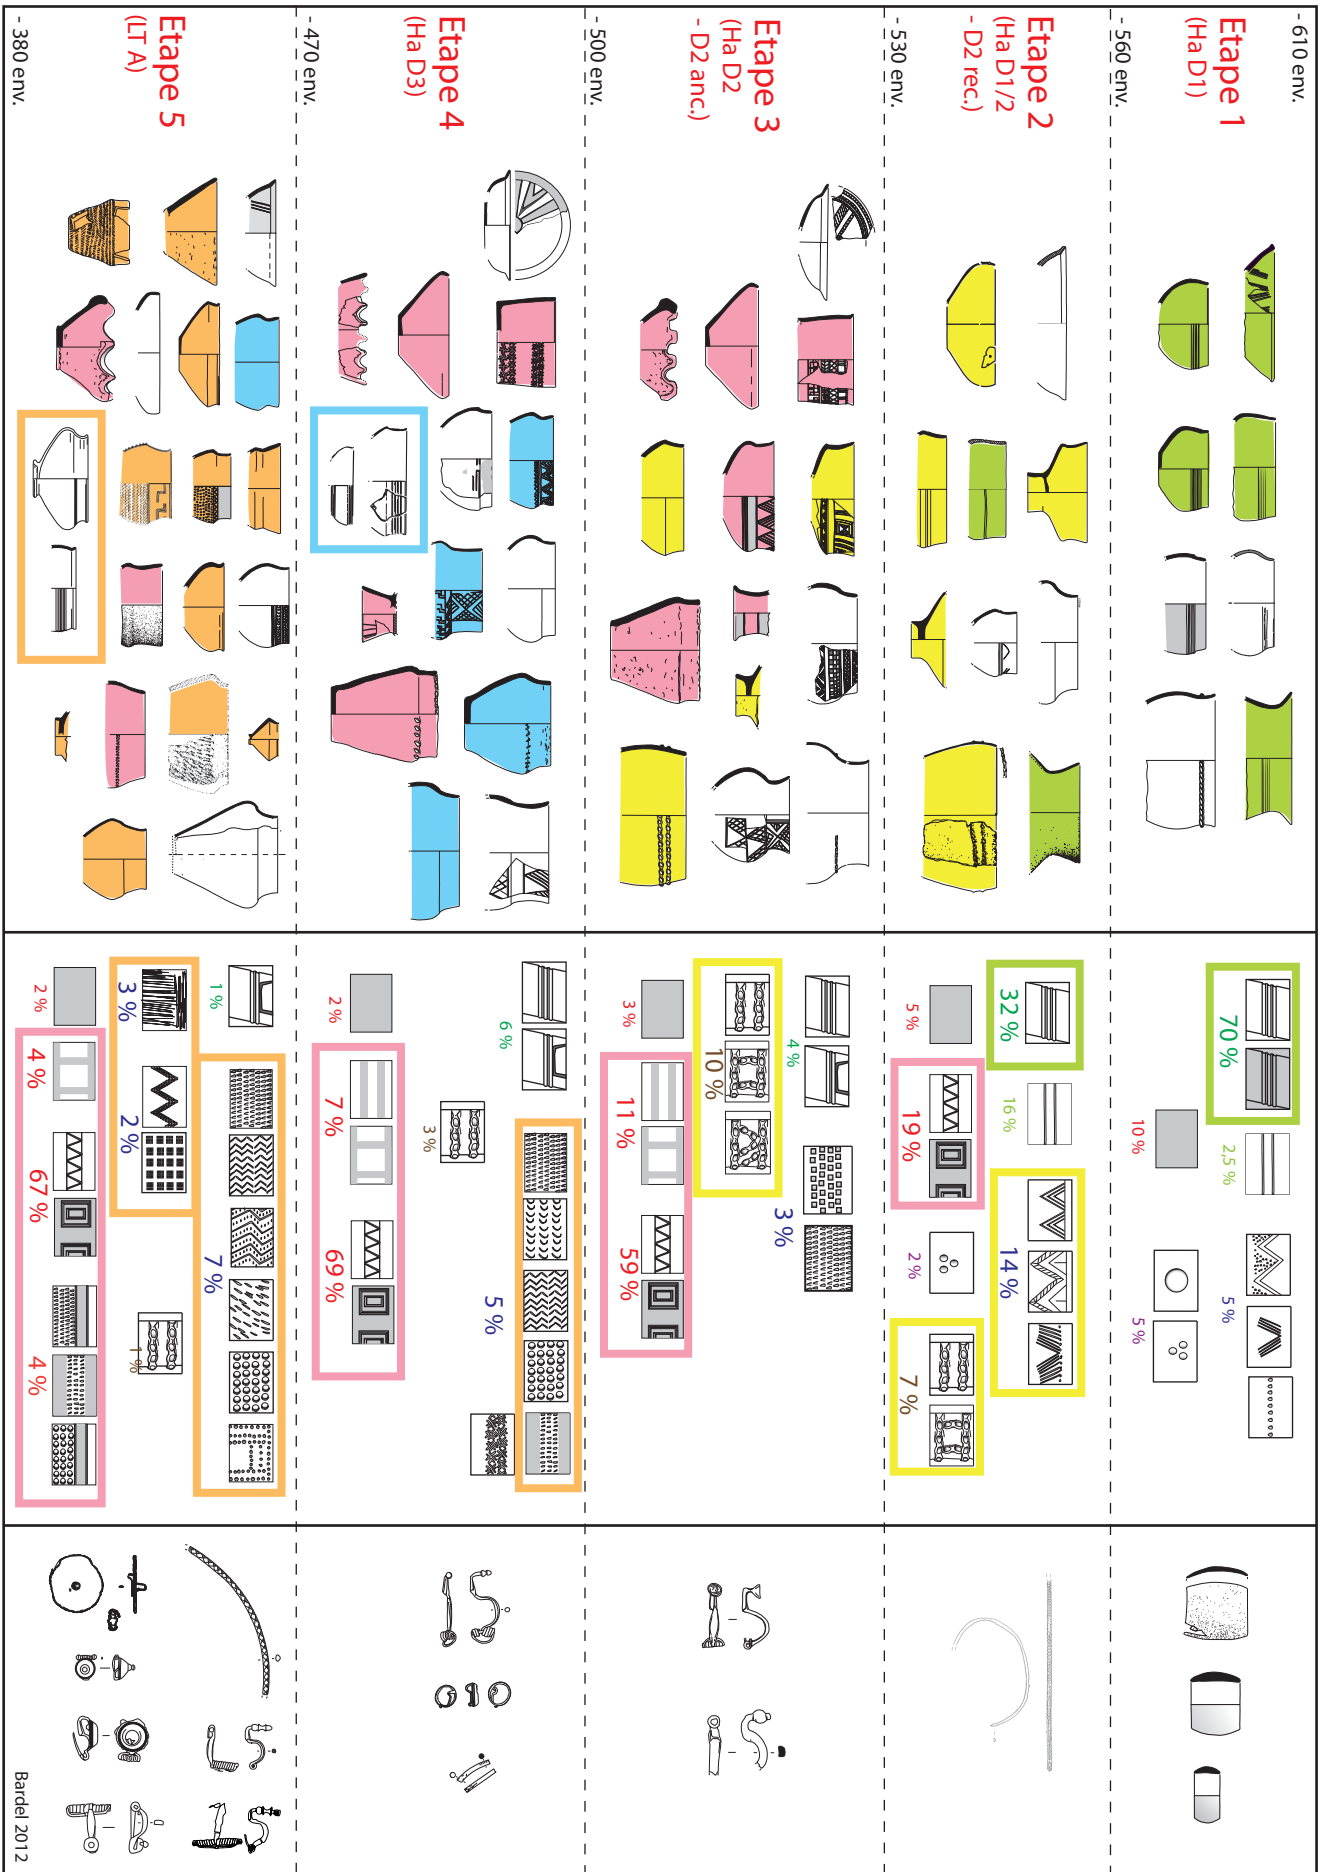 - 610 env.
Etape 1
(Ha D1)
70 %
2,5 %
5 %
10 %
5 %
- 560 env.
Etape 2
(Ha D1/2
- D2 rec.)
32 %
16 %
14 %
5 %
19 %
2 %
7 %
- 530 env.
Etape 3
(Ha D2
- D2 anc.)
4 %
3 %
10 %
3 %
11 %
59 %
- 500 env.
Etape 4
(Ha D3)
6 %
5 %
3 %
2 %
7 %
69 %
- 470 env.
Etape 5
(LT A)
1 %
7 %
3 %
2 %
1 %
2 %
4 %
67 %
4 %
- 380 env.
Bardel 2012